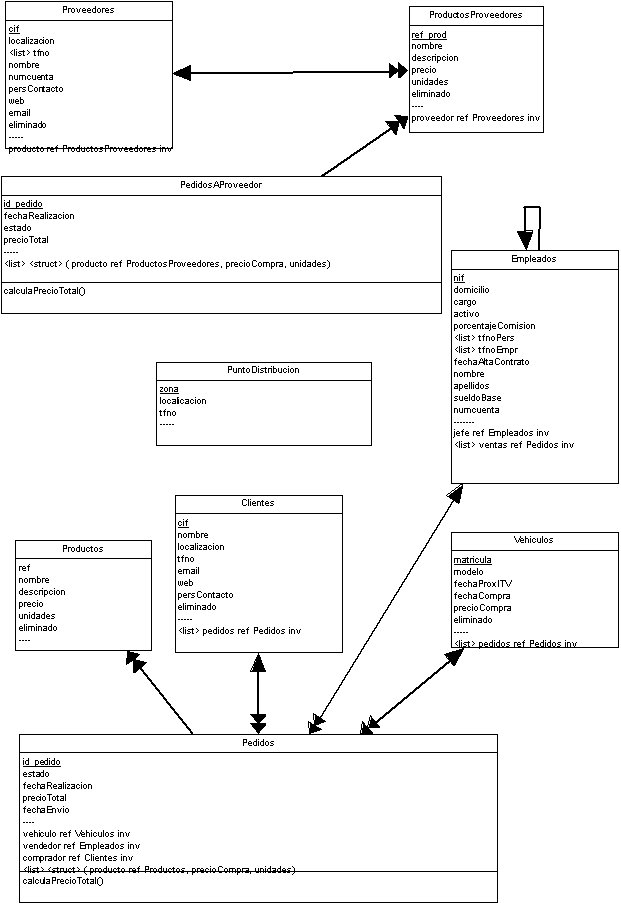 Proveedores
cif
localizacion
<list> tfno
nombre
numcuenta
persContacto
web
email
eliminado
-----
producto ref ProductosProveedores inv
ProductosProveedores
ref_prod
nombre
descripcion
precio
unidades
eliminado
----
proveedor ref Proveedores inv
PedidosAProveedor
id_pedido
fechaRealizacion
estado
precioTotal
-----
<list> <struct> ( producto ref ProductosProveedores, precioCompra, unidades)
calculaPrecioTotal()
Empleados
nif
domicilio
cargo
activo
porcentajeComision
<list> tfnoPers
<list> tfnoEmpr
fechaAltaContrato
nombre
apellidos
sueldoBase
numcuenta
-------
jefe ref Empleados inv
<list> ventas ref Pedidos inv
PuntoDistribucion
zona
localicacion
tfno
-----
Clientes
cif
nombre
localizacion
tfno
email
web
persContacto
eliminado
-----
<list> pedidos ref Pedidos inv
Productos
ref
nombre
descripcion
precio
unidades
eliminado
----
Vehiculos
matricula
modelo
fechaProxITV
fechaCompra
precioCompra
eliminado
-----
<list> pedidos ref Pedidos inv
Pedidos
id_pedido
estado
fechaRealizacion
precioTotal
fechaEnvio
----
vehiculo ref Vehiculos inv
vendedor ref Empleados inv
comprador ref Clientes inv
<list> <struct> ( producto ref Productos, precioCompra, unidades)
calculaPrecioTotal()